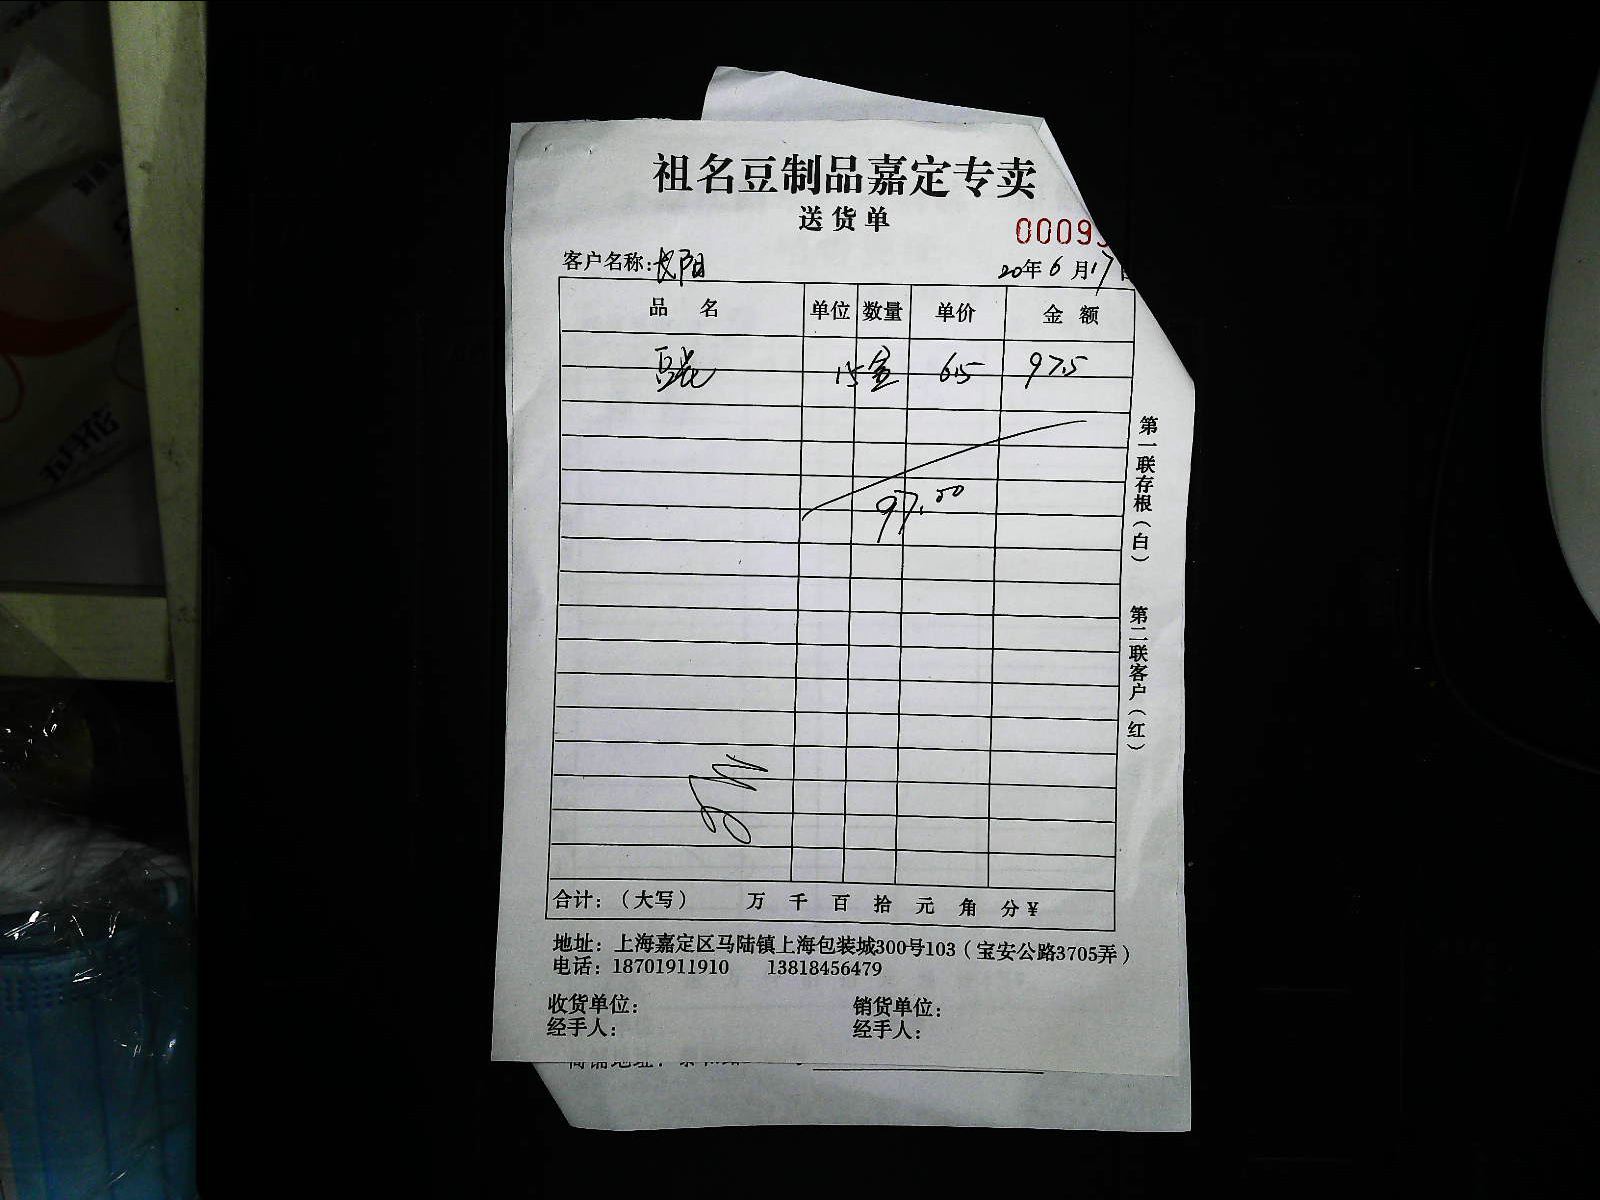 祖名豆制品嘉定专卖
送货单
0009
客户名称:长阳 20年6月17日
品 名 单位 数量 单价 金 额
豆花 15盒 6.5 97.5
97.00
第一联存根(白) 第二联客户(红)
合计:(大写) 万 千 百 拾 元 角 分¥
地址:上海嘉定区马陆镇上海包装城300号103(宝安公路3705弄)
电话:18701911910 13818456479
收货单位: 销货单位:
经手人: 经手人: